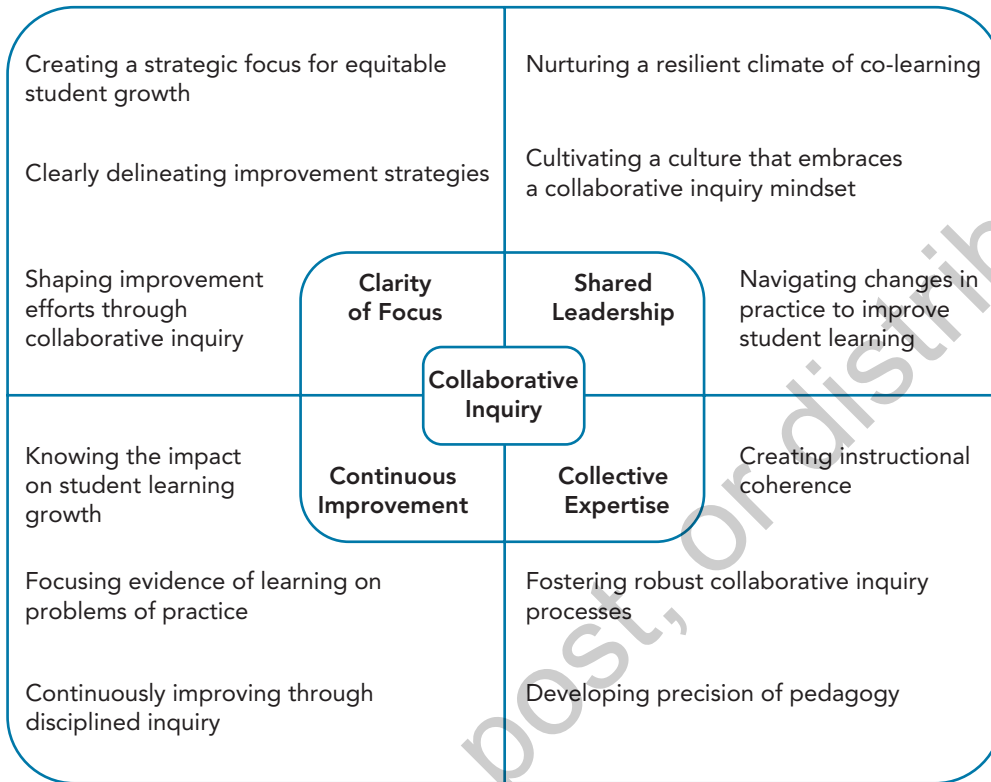 Creating a strategic focus for equitable
student growth
Clearly delineating improvement strategies
Shaping improvement
efforts through
collaborative inquiry
Clarity
of Focus
Nurturing a resilient climate of co-learning
Cultivating a culture that embraces
a collaborative inquiry mindset
Shared
Leadership
Navigating changes in
practice to improve
student learning
Collaborative
Inquiry
Knowing the impact
on student learning
growth
Continuous
Improvement
Focusing evidence of learning on
problems of practice
Continuously improving through
disciplined inquiry
Collective
Expertise
Creating instructional
coherence
Fostering robust collaborative inquiry
processes
Developing precision of pedagogy
post, or distrib